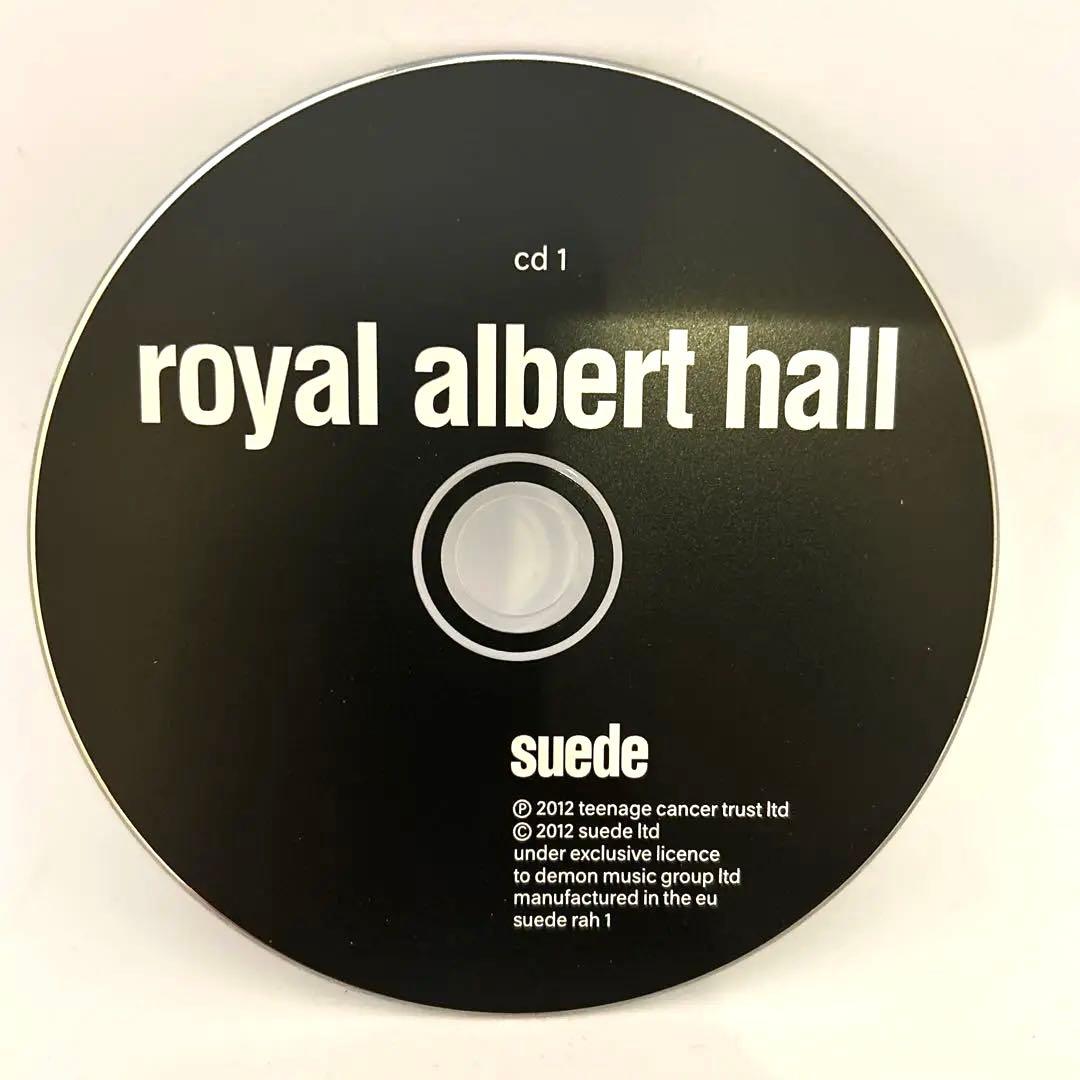 cd 1
royal albert hall
suede
℗ 2012 teenage cancer trust ltd
© 2012 suede ltd
under exclusive licence
to demon music group ltd
manufactured in the eu
suede rah 1